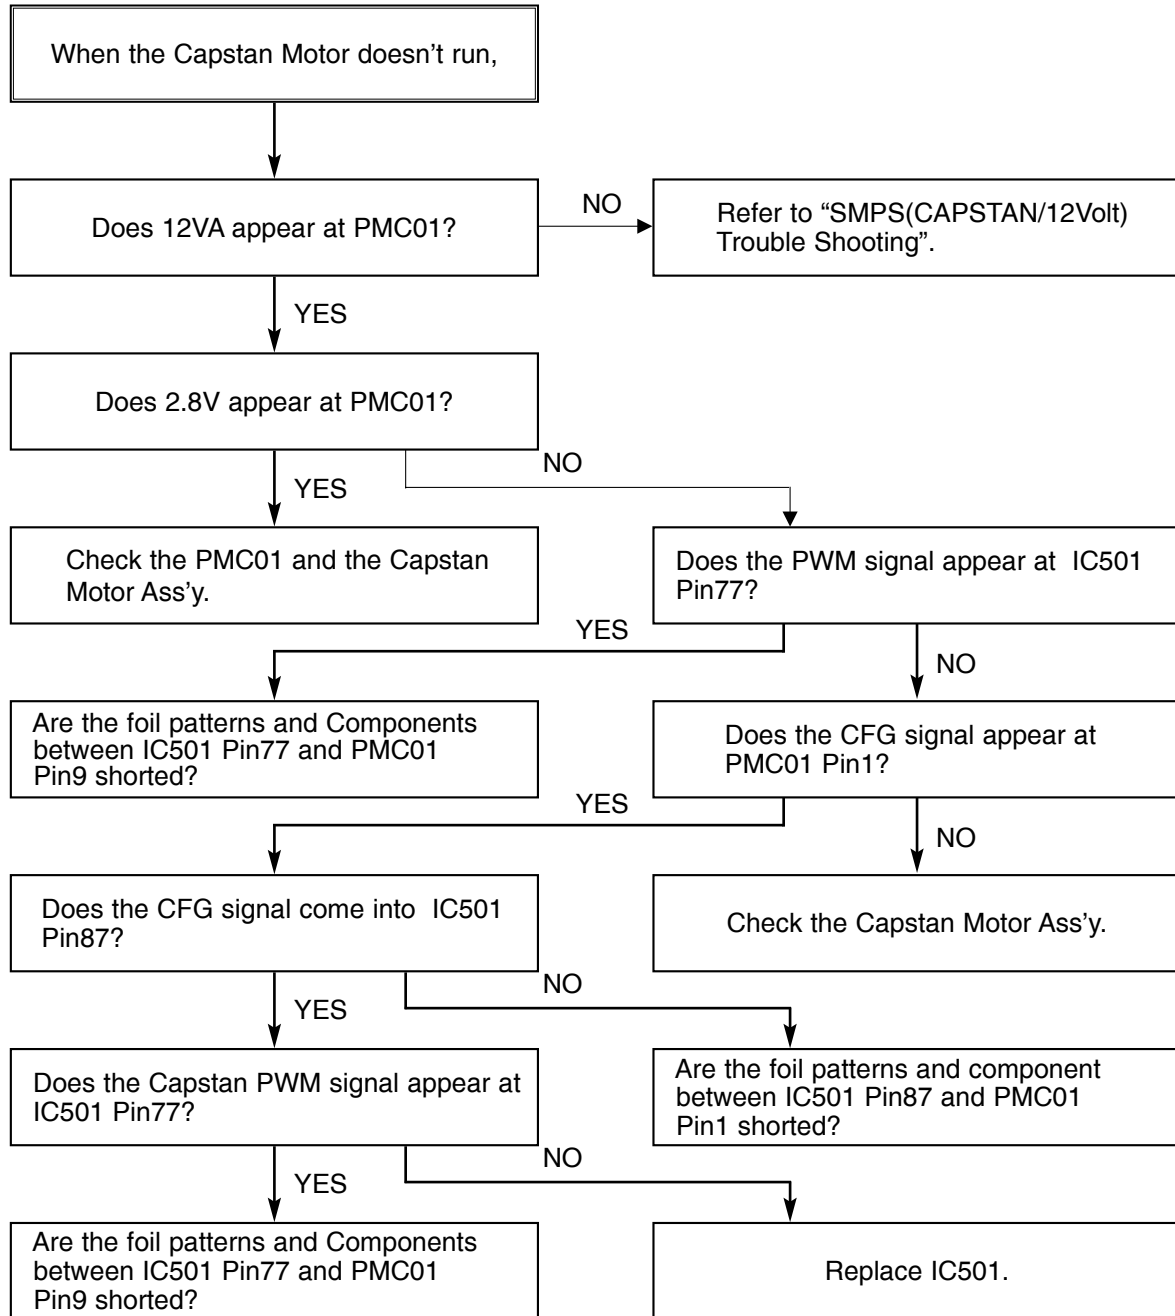 When the Capstan Motor doesn't run,
Does 12VA appear at PMC01?
NO
Refer to “SMPS(CAPSTAN/12Volt)
Trouble Shooting”.
YES
Does 2.8V appear at PMC01?
NO
YES
Check the PMC01 and the Capstan
Motor Ass'y.
Does the PWM signal appear at IC501
Pin77?
YES
NO
Are the foil patterns and Components
between IC501 Pin77 and PMC01
Pin9 shorted?
Does the CFG signal appear at
PMC01 Pin1?
YES
NO
Does the CFG signal come into IC501
Pin87?
Check the Capstan Motor Ass'y.
NO
YES
Does the Capstan PWM signal appear at
IC501 Pin77?
Are the foil patterns and component
between IC501 Pin87 and PMC01
Pin1 shorted?
NO
YES
Are the foil patterns and Components
between IC501 Pin77 and PMC01
Pin9 shorted?
Replace IC501.